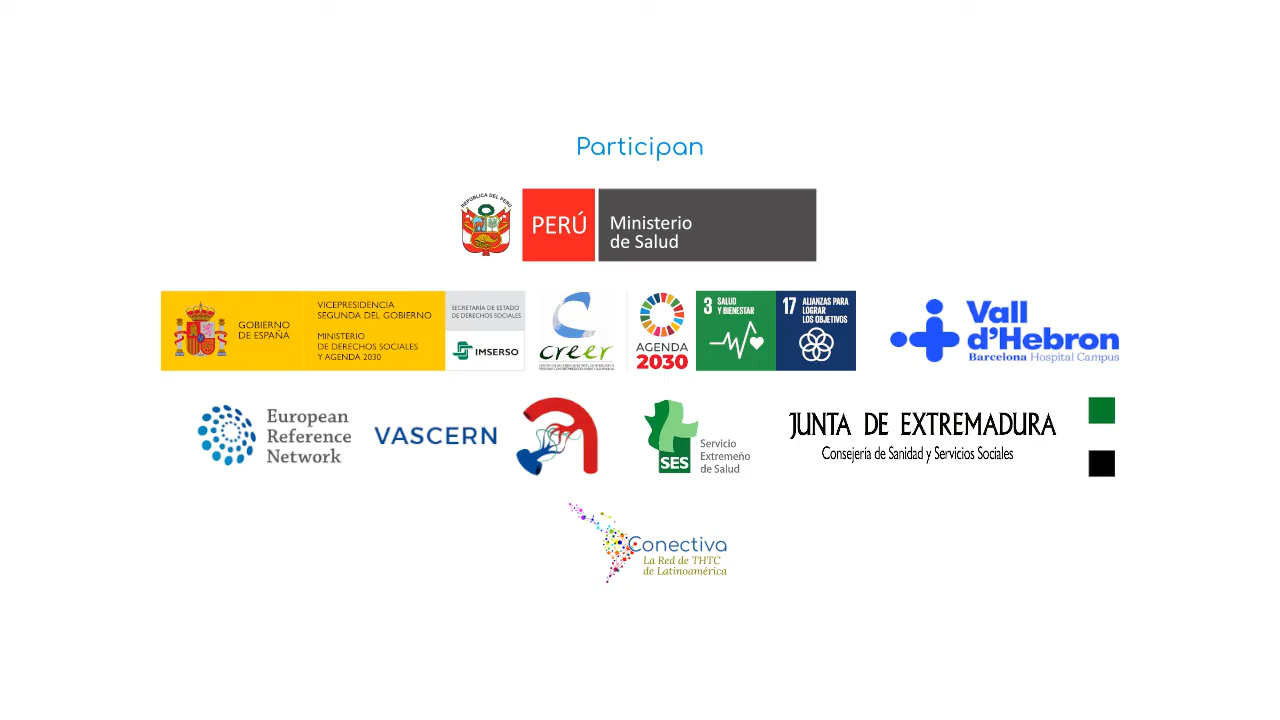 Participan
REPÚBLICA DEL PERÚ
PERÚ
Ministerio
de Salud
GOBIERNO
DE ESPAÑA
VICEPRESIDENCIA
SEGUNDA DEL GOBIERNO
MINISTERIO
DE DERECHOS SOCIALES
Y AGENDA 2030
SECRETARÍA DE ESTADO
DE DERECHOS SOCIALES
IMSERSO
creer
AGENDA
2030
3 SALUD
Y BIENESTAR
17 ALIANZAS PARA
LOGRAR
LOS OBJETIVOS
Vall
d'Hebron
Barcelona Hospital Campus
European
Reference
Network
VASCERN
SES
Servicio
Extremeño
de Salud
JUNTA DE EXTREMADURA
Consejería de Sanidad y Servicios Sociales
Conectiva
La Red de THTC
de Latinoamérica